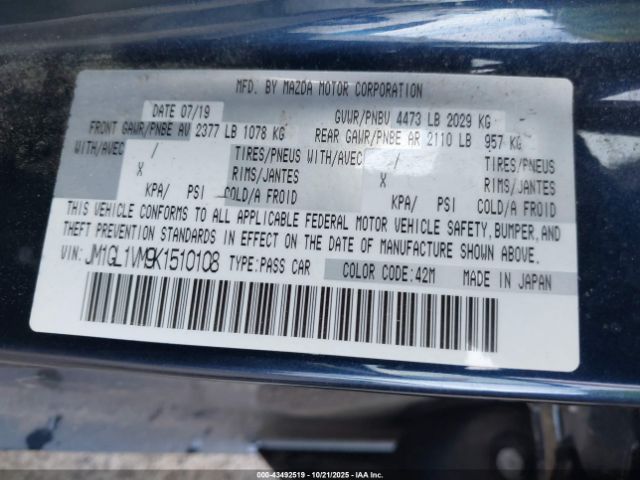 MFD. BY MAZDA MOTOR CORPORATION
DATE 07/19 GVWR/PNBV 4473 LB 2029 KG
FRONT GAWR/PNBE AV 2377 LB 1078 KG REAR GAWR/PNBE AR 2110 LB 957 KG
WITH/AVEC / TIRES/PNEUS WITH/AVEC / TIRES/PNEUS
X RIMS/JANTES X RIMS/JANTES
KPA/ PSI COLD/A FROID KPA/ PSI COLD/A FROID
THIS VEHICLE CONFORMS TO ALL APPLICABLE FEDERAL MOTOR VEHICLE SAFETY, BUMPER, AND
THEFT PREVENTION STANDARDS IN EFFECT ON THE DATE OF MANUFACTURE SHOWN ABOVE.
VIN: JM1GL1VM9K1510108 TYPE:PASS CAR COLOR CODE:42M MADE IN JAPAN
000-43492519 - 10/21/2025 - IAAI.COM